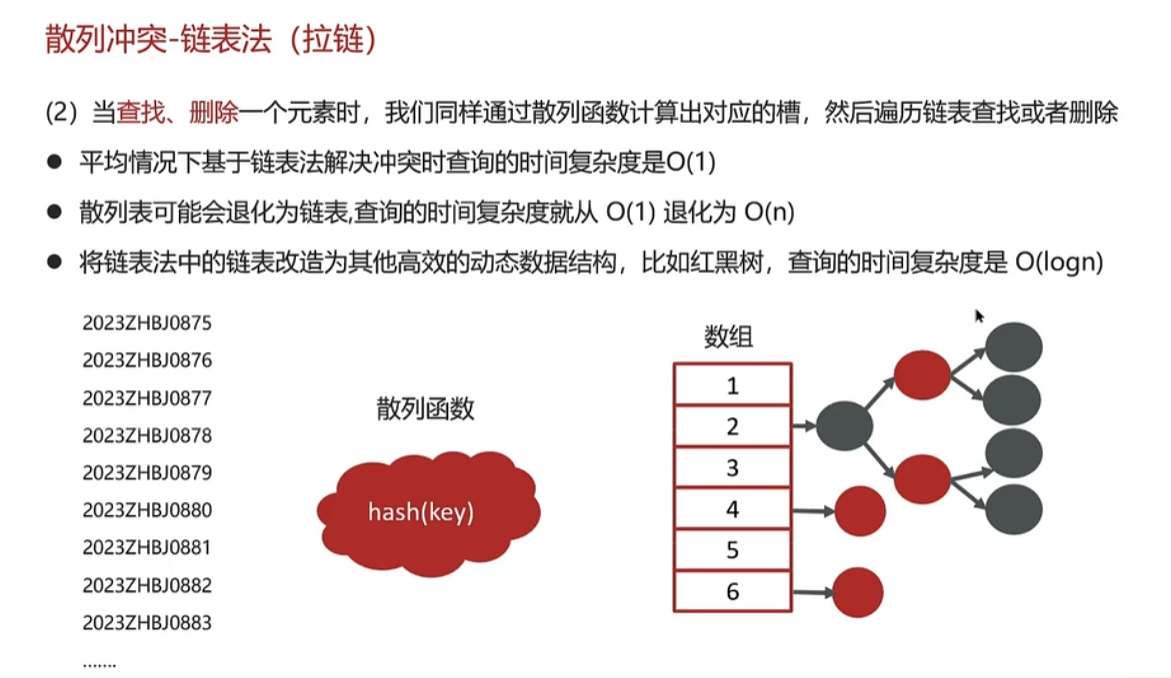 散列冲突-链表法（拉链）
(2）当查找、删除一个元素时，我们同样通过散列函数计算出对应的槽，然后遍历链表查找或者删除
● 平均情况下基于链表法解决冲突时查询的时间复杂度是O(1)
● 散列表可能会退化为链表,查询的时间复杂度就从 O(1) 退化为 O(n)
● 将链表法中的链表改造为其他高效的动态数据结构，比如红黑树，查询的时间复杂度是 O(logn)
2023ZHBJ0875
2023ZHBJ0876
2023ZHBJ0877
2023ZHBJ0878
2023ZHBJ0879
2023ZHBJ0880
2023ZHBJ0881
2023ZHBJ0882
2023ZHBJ0883
.......
散列函数
hash(key)
数组
1
2
3
4
5
6